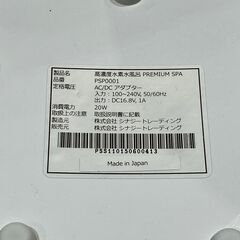 製品名 高濃度水素水風呂 PREMIUM SPA
品番 PSP0001
定格電圧 AC/DC アダプター
入力：100~240V, 50/60Hz
出力：DC16.8V, 1A
消費電力 20W
取扱上の注意 取扱説明書に記載
製造元 株式会社 シナジートレーディング
販売元 株式会社 シナジートレーディング
PSS110150600413
Made in Japan